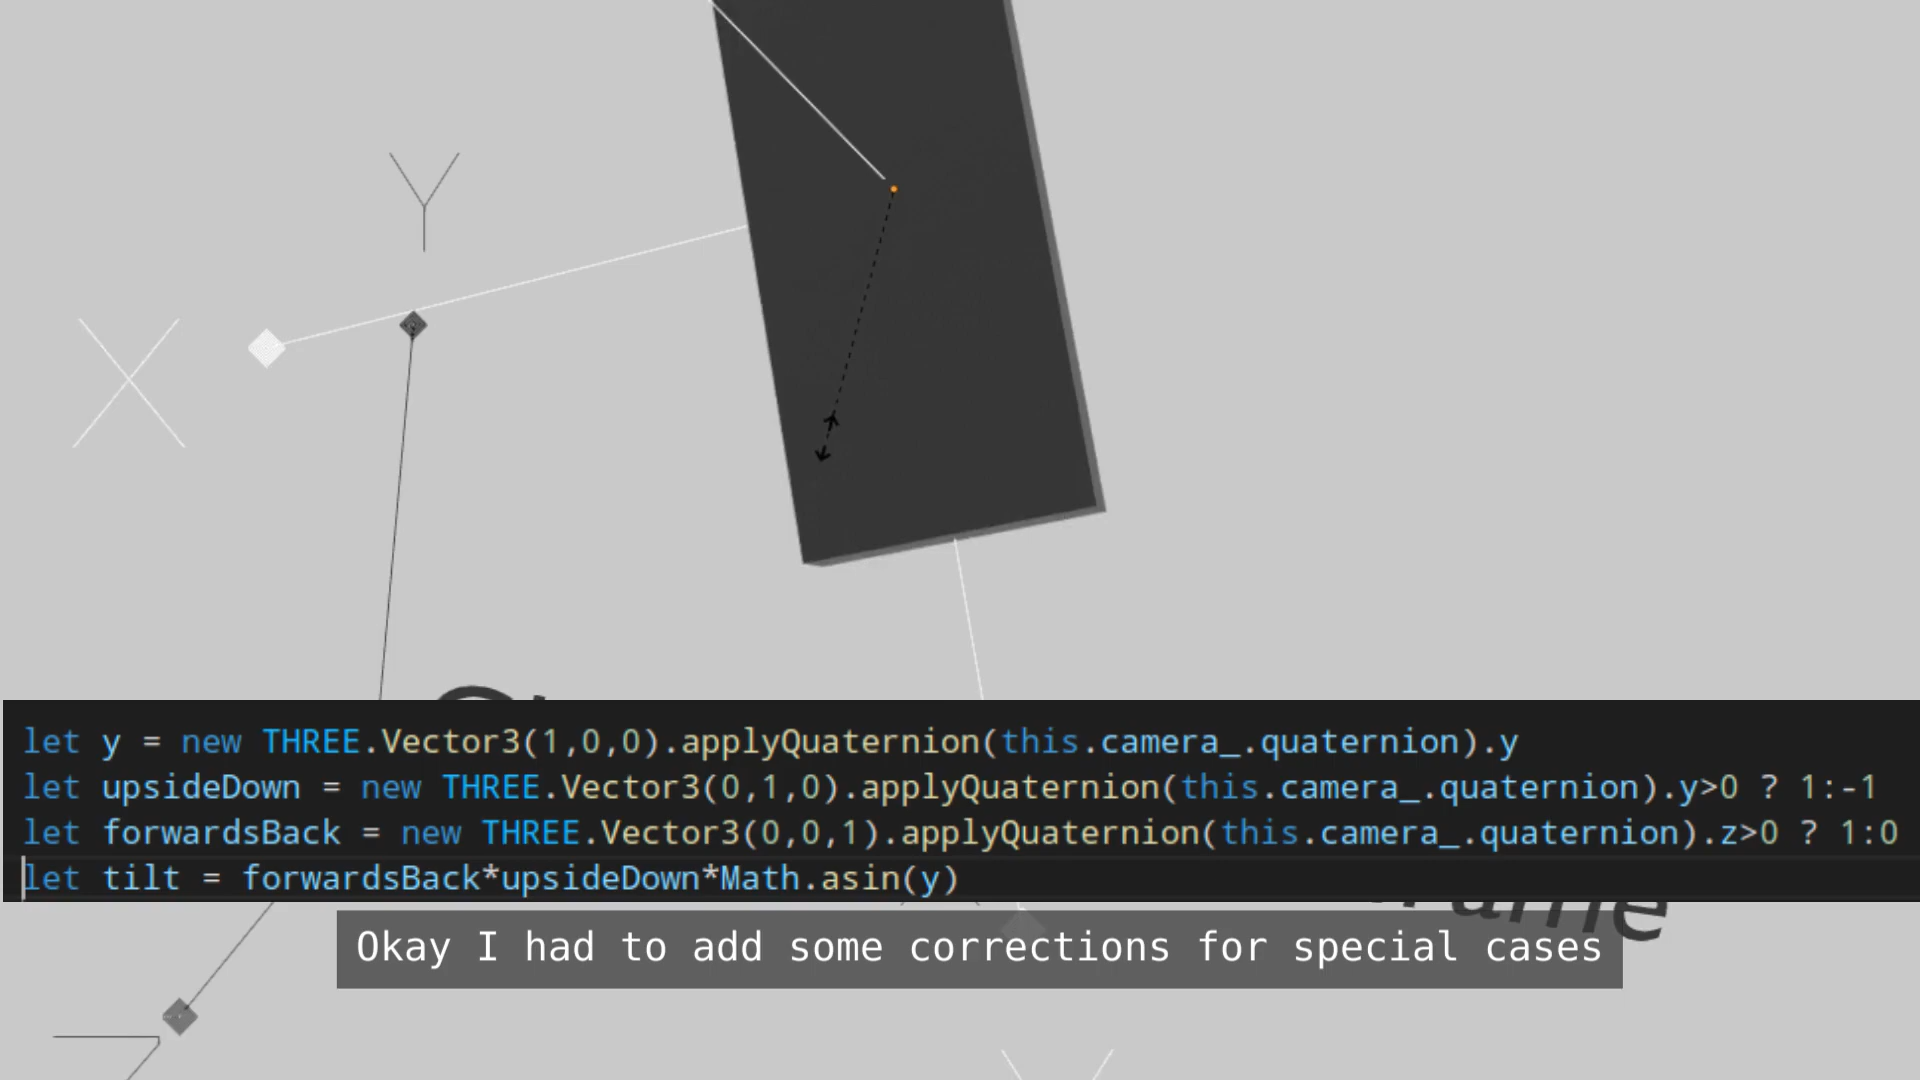 Y
X
let y = new THREE.Vector3(1,0,0).applyQuaternion(this.camera_.quaternion).y
let upsideDown = new THREE.Vector3(0,1,0).applyQuaternion(this.camera_.quaternion).y>0 ? 1:-1
let forwardsBack = new THREE.Vector3(0,0,1).applyQuaternion(this.camera_.quaternion).z>0 ? 1:0
let tilt = forwardsBack*upsideDown*Math.asin(y)
Okay I had to add some corrections for special cases